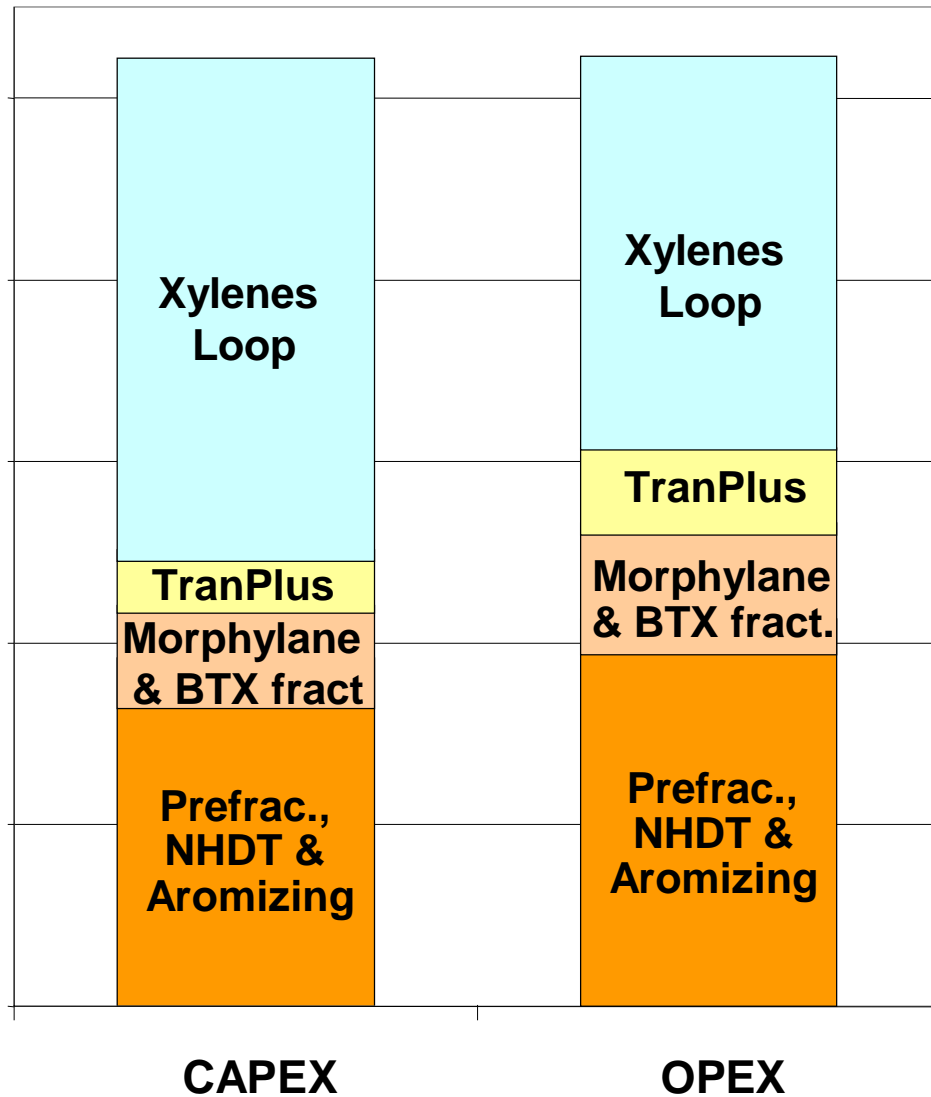 Xylenes
Loop
TranPlus
Morphylane
& BTX fract
Prefrac.,
NHDT &
Aromizing
CAPEX
Xylenes
Loop
TranPlus
Morphylane
& BTX fract.
Prefrac.,
NHDT &
Aromizing
OPEX